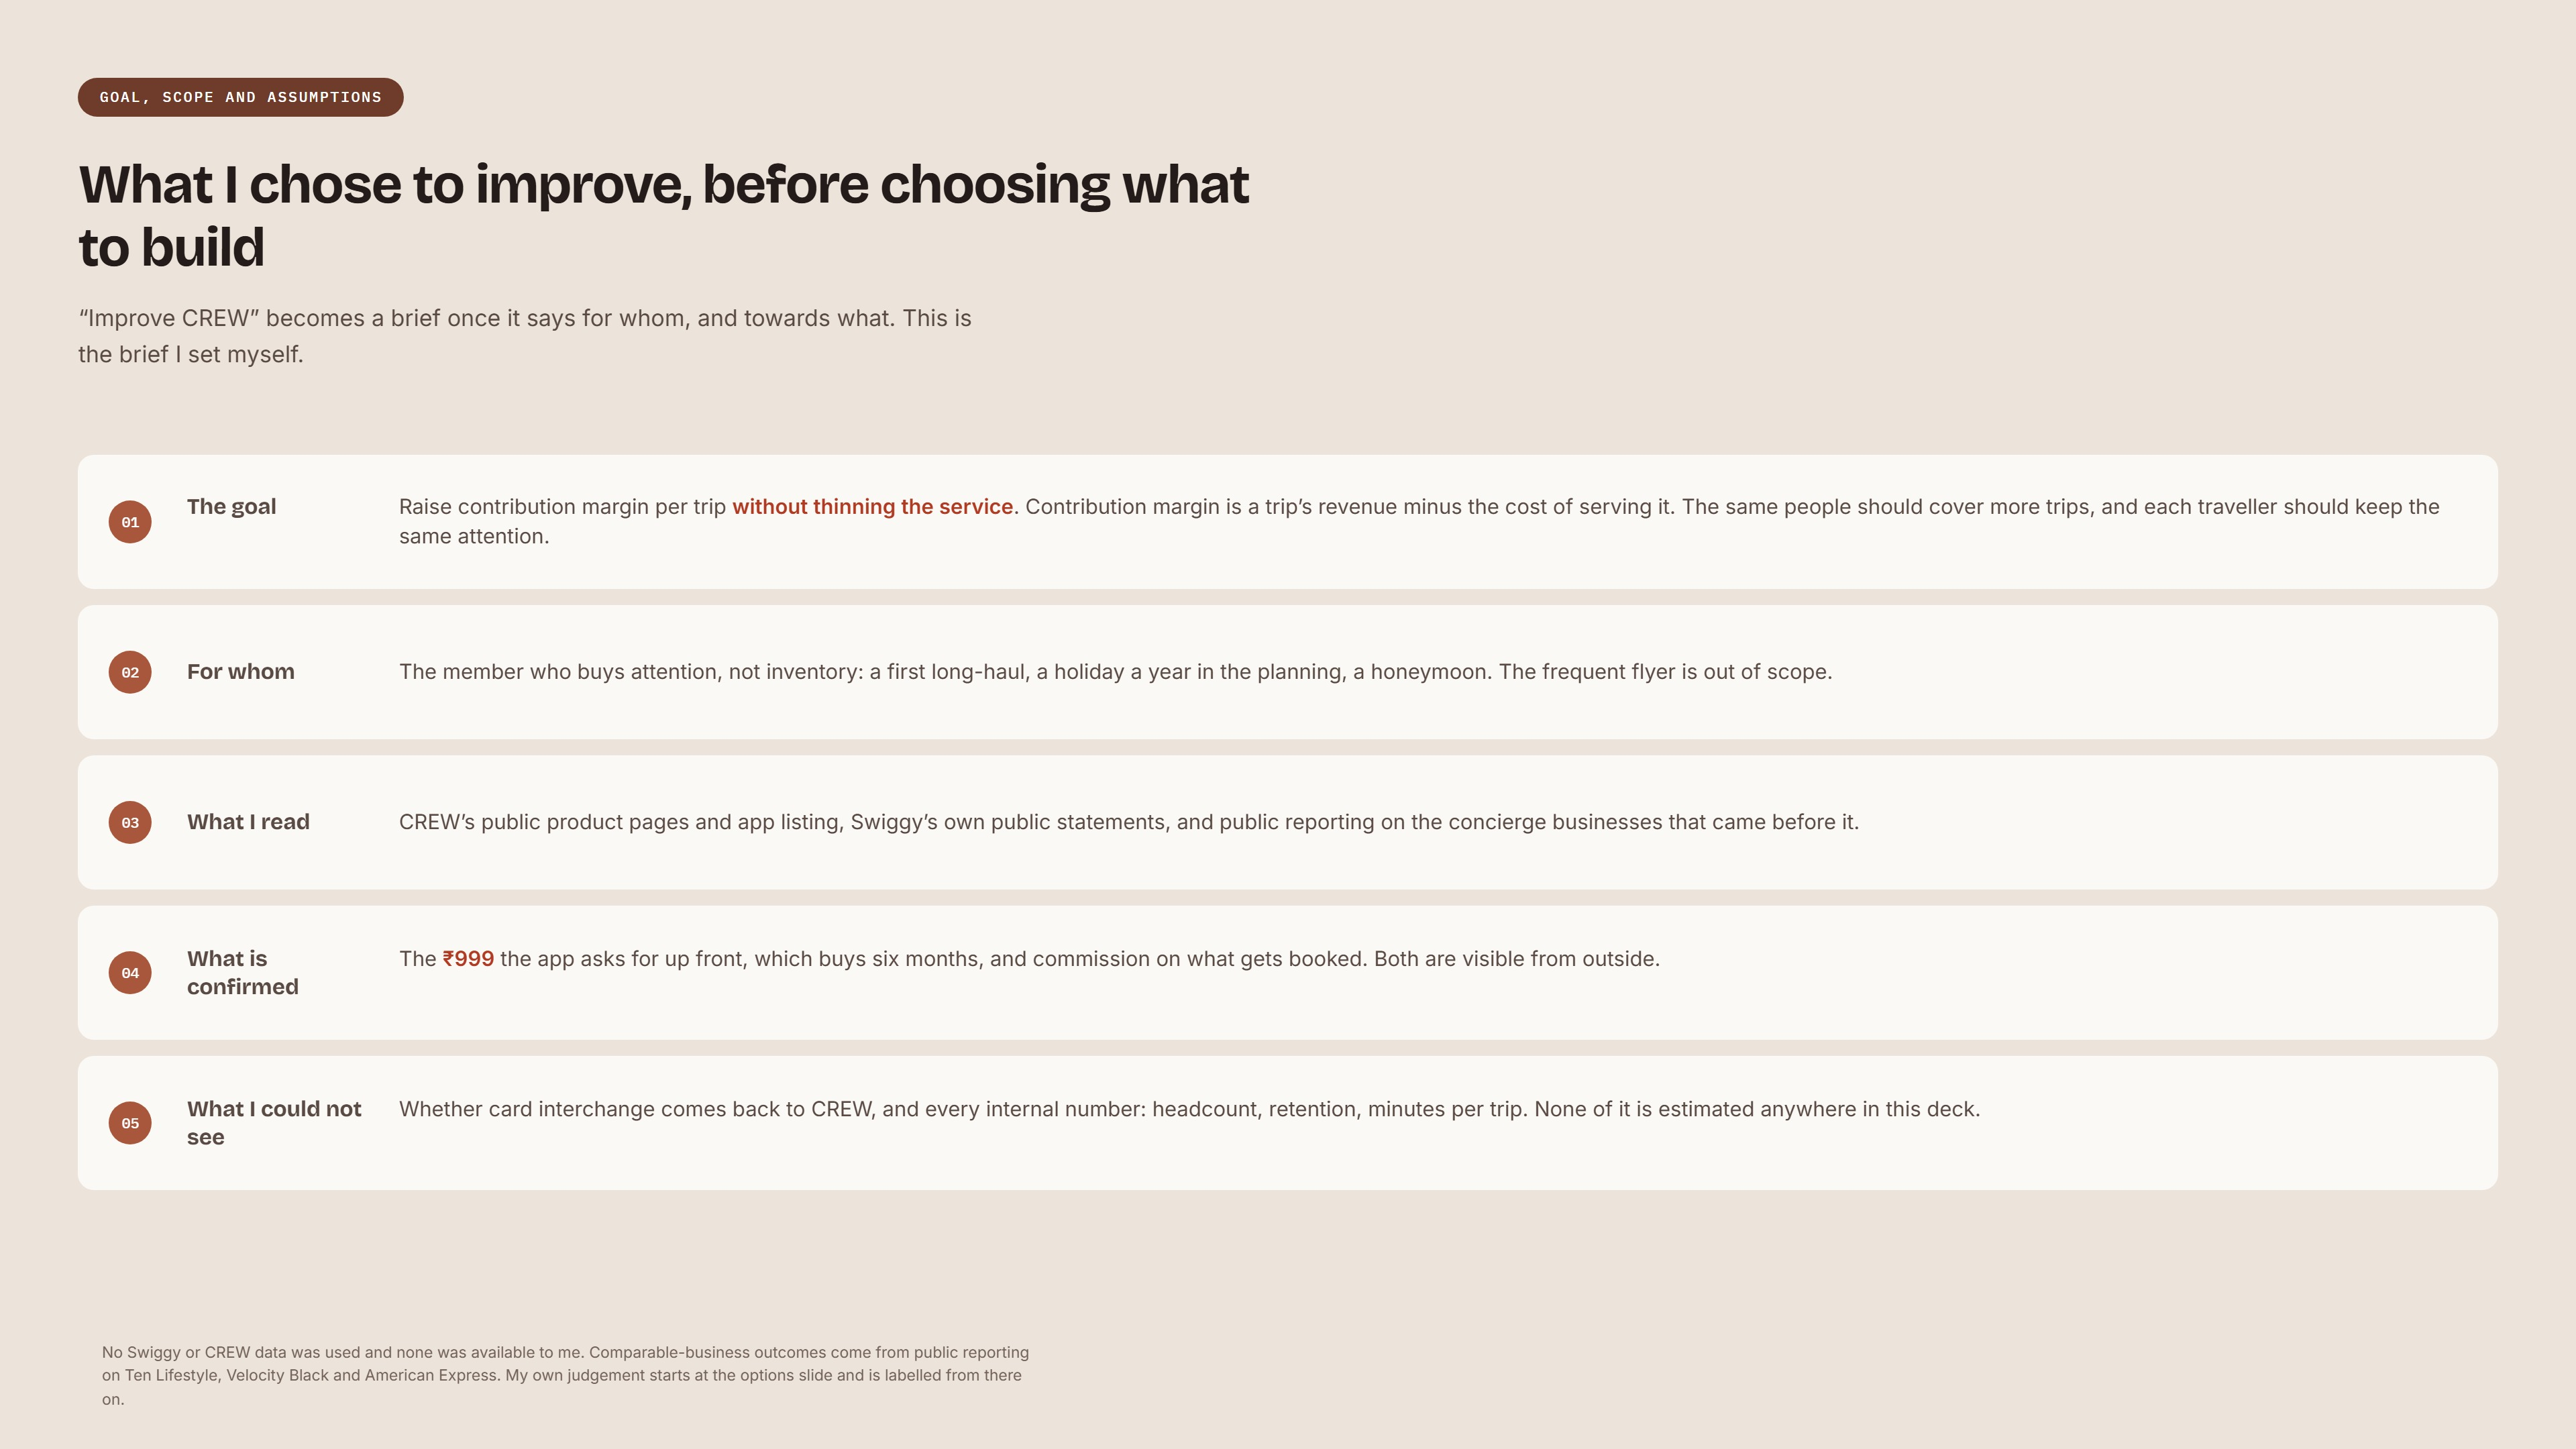 GOAL, SCOPE AND ASSUMPTIONS
What I chose to improve, before choosing what
to build
“Improve CREW” becomes a brief once it says for whom, and towards what. This is
the brief I set myself.
01
The goal
Raise contribution margin per trip without thinning the service. Contribution margin is a trip’s revenue minus the cost of serving it. The same people should cover more trips, and each traveller should keep the
same attention.
02
For whom
The member who buys attention, not inventory: a first long-haul, a holiday a year in the planning, a honeymoon. The frequent flyer is out of scope.
03
What I read
CREW’s public product pages and app listing, Swiggy’s own public statements, and public reporting on the concierge businesses that came before it.
04
What is
confirmed
The ₹999 the app asks for up front, which buys six months, and commission on what gets booked. Both are visible from outside.
05
What I could not
see
Whether card interchange comes back to CREW, and every internal number: headcount, retention, minutes per trip. None of it is estimated anywhere in this deck.
No Swiggy or CREW data was used and none was available to me. Comparable-business outcomes come from public reporting
on Ten Lifestyle, Velocity Black and American Express. My own judgement starts at the options slide and is labelled from there
on.